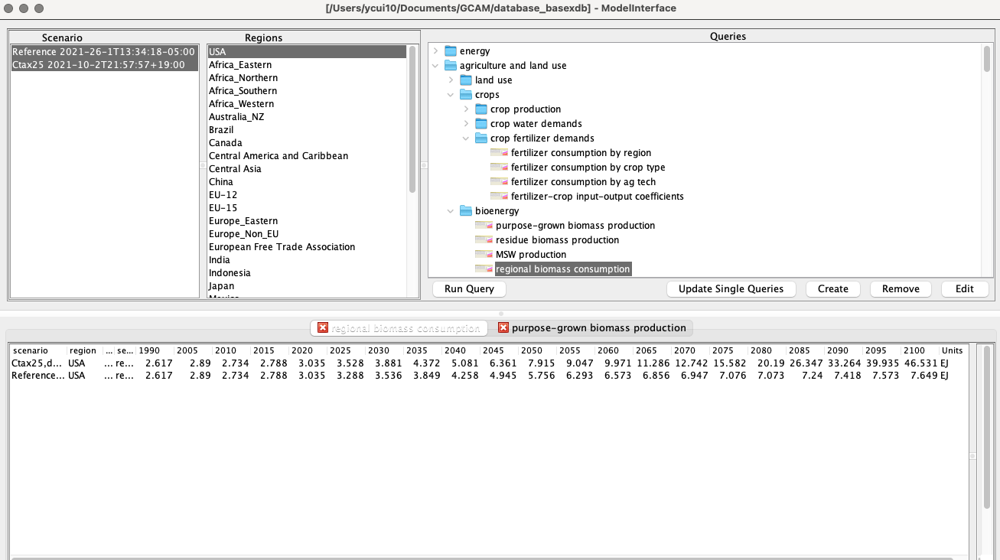 [/Users/ycui10/Documents/GCAM/database_basexdb] - ModelInterface
Scenario
Reference 2021-26-1T13:34:18-05:00
Ctax25 2021-10-2T21:57:57+19:00
Regions
USA
Africa_Eastern
Africa_Northern
Africa_Southern
Africa_Western
Australia_NZ
Brazil
Canada
Central America and Caribbean
Central Asia
China
EU-12
EU-15
Europe_Eastern
Europe_Non_EU
European Free Trade Association
India
Indonesia
Japan
Mexico
Queries
energy
agriculture and land use
land use
crops
crop production
crop water demands
crop fertilizer demands
fertilizer consumption by region
fertilizer consumption by crop type
fertilizer consumption by ag tech
fertilizer-crop input-output coefficients
bioenergy
purpose-grown biomass production
residue biomass production
MSW production
regional biomass consumption
Run Query Update Single Queries Create Remove Edit
regional biomass consumption purpose-grown biomass production
scenario region ... se... 1990 2005 2010 2015 2020 2025 2030 2035 2040 2045 2050 2055 2060 2065 2070 2075 2080 2085 2090 2095 2100 Units
Ctax25,d... USA ... re... 2.617 2.89 2.734 2.788 3.035 3.528 3.881 4.372 5.081 6.361 7.915 9.047 9.971 11.286 12.742 15.582 20.19 26.347 33.264 39.935 46.531 EJ
Reference... USA ... re... 2.617 2.89 2.734 2.788 3.035 3.288 3.536 3.849 4.258 4.945 5.756 6.293 6.573 6.856 6.947 7.076 7.073 7.24 7.418 7.573 7.649 EJ